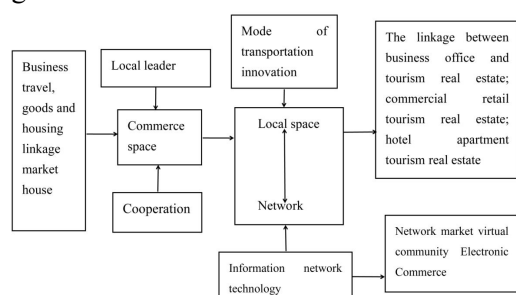 Business
travel,
goods and
housing
linkage
market
house
Local leader
Commerce
space
Cooperation
Mode of
transportation
innovation
Local space
Network
Information network
technology
The linkage between
business office and
tourism real estate;
commercial retail
tourism real estate;
hotel apartment
tourism real estate
Network market virtual
community Electronic
Commerce